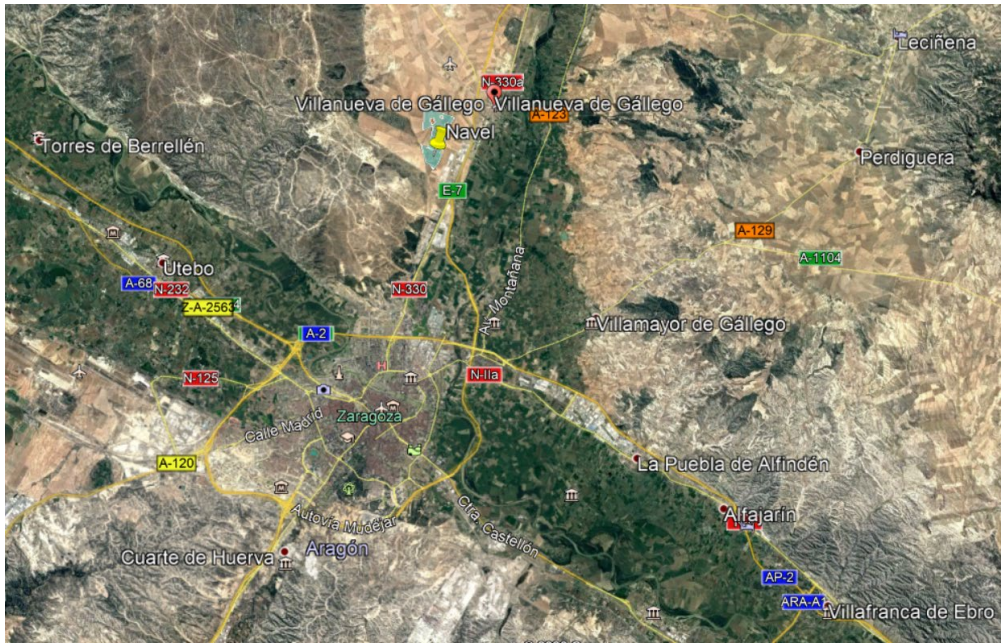 Leciñena
N-330a
Villanueva de Gállego
Villanueva de Gállego
A-123
Navel
Torres de Berrellén
Perdiguera
E-7
A-129
A-1104
Utebo
A-68
N-232
N-330
Z-A-2563
Av. Montañana
Villamayor de Gállego
A-2
N-IIa
N-125
Zaragoza
Calle Madrid
A-120
La Puebla de Alfindén
Alfajarín
Autovía Mudéjar
Ctra. Castellón
Aragón
Cuarte de Huerva
AP-2
ARA-A1
Villafranca de Ebro